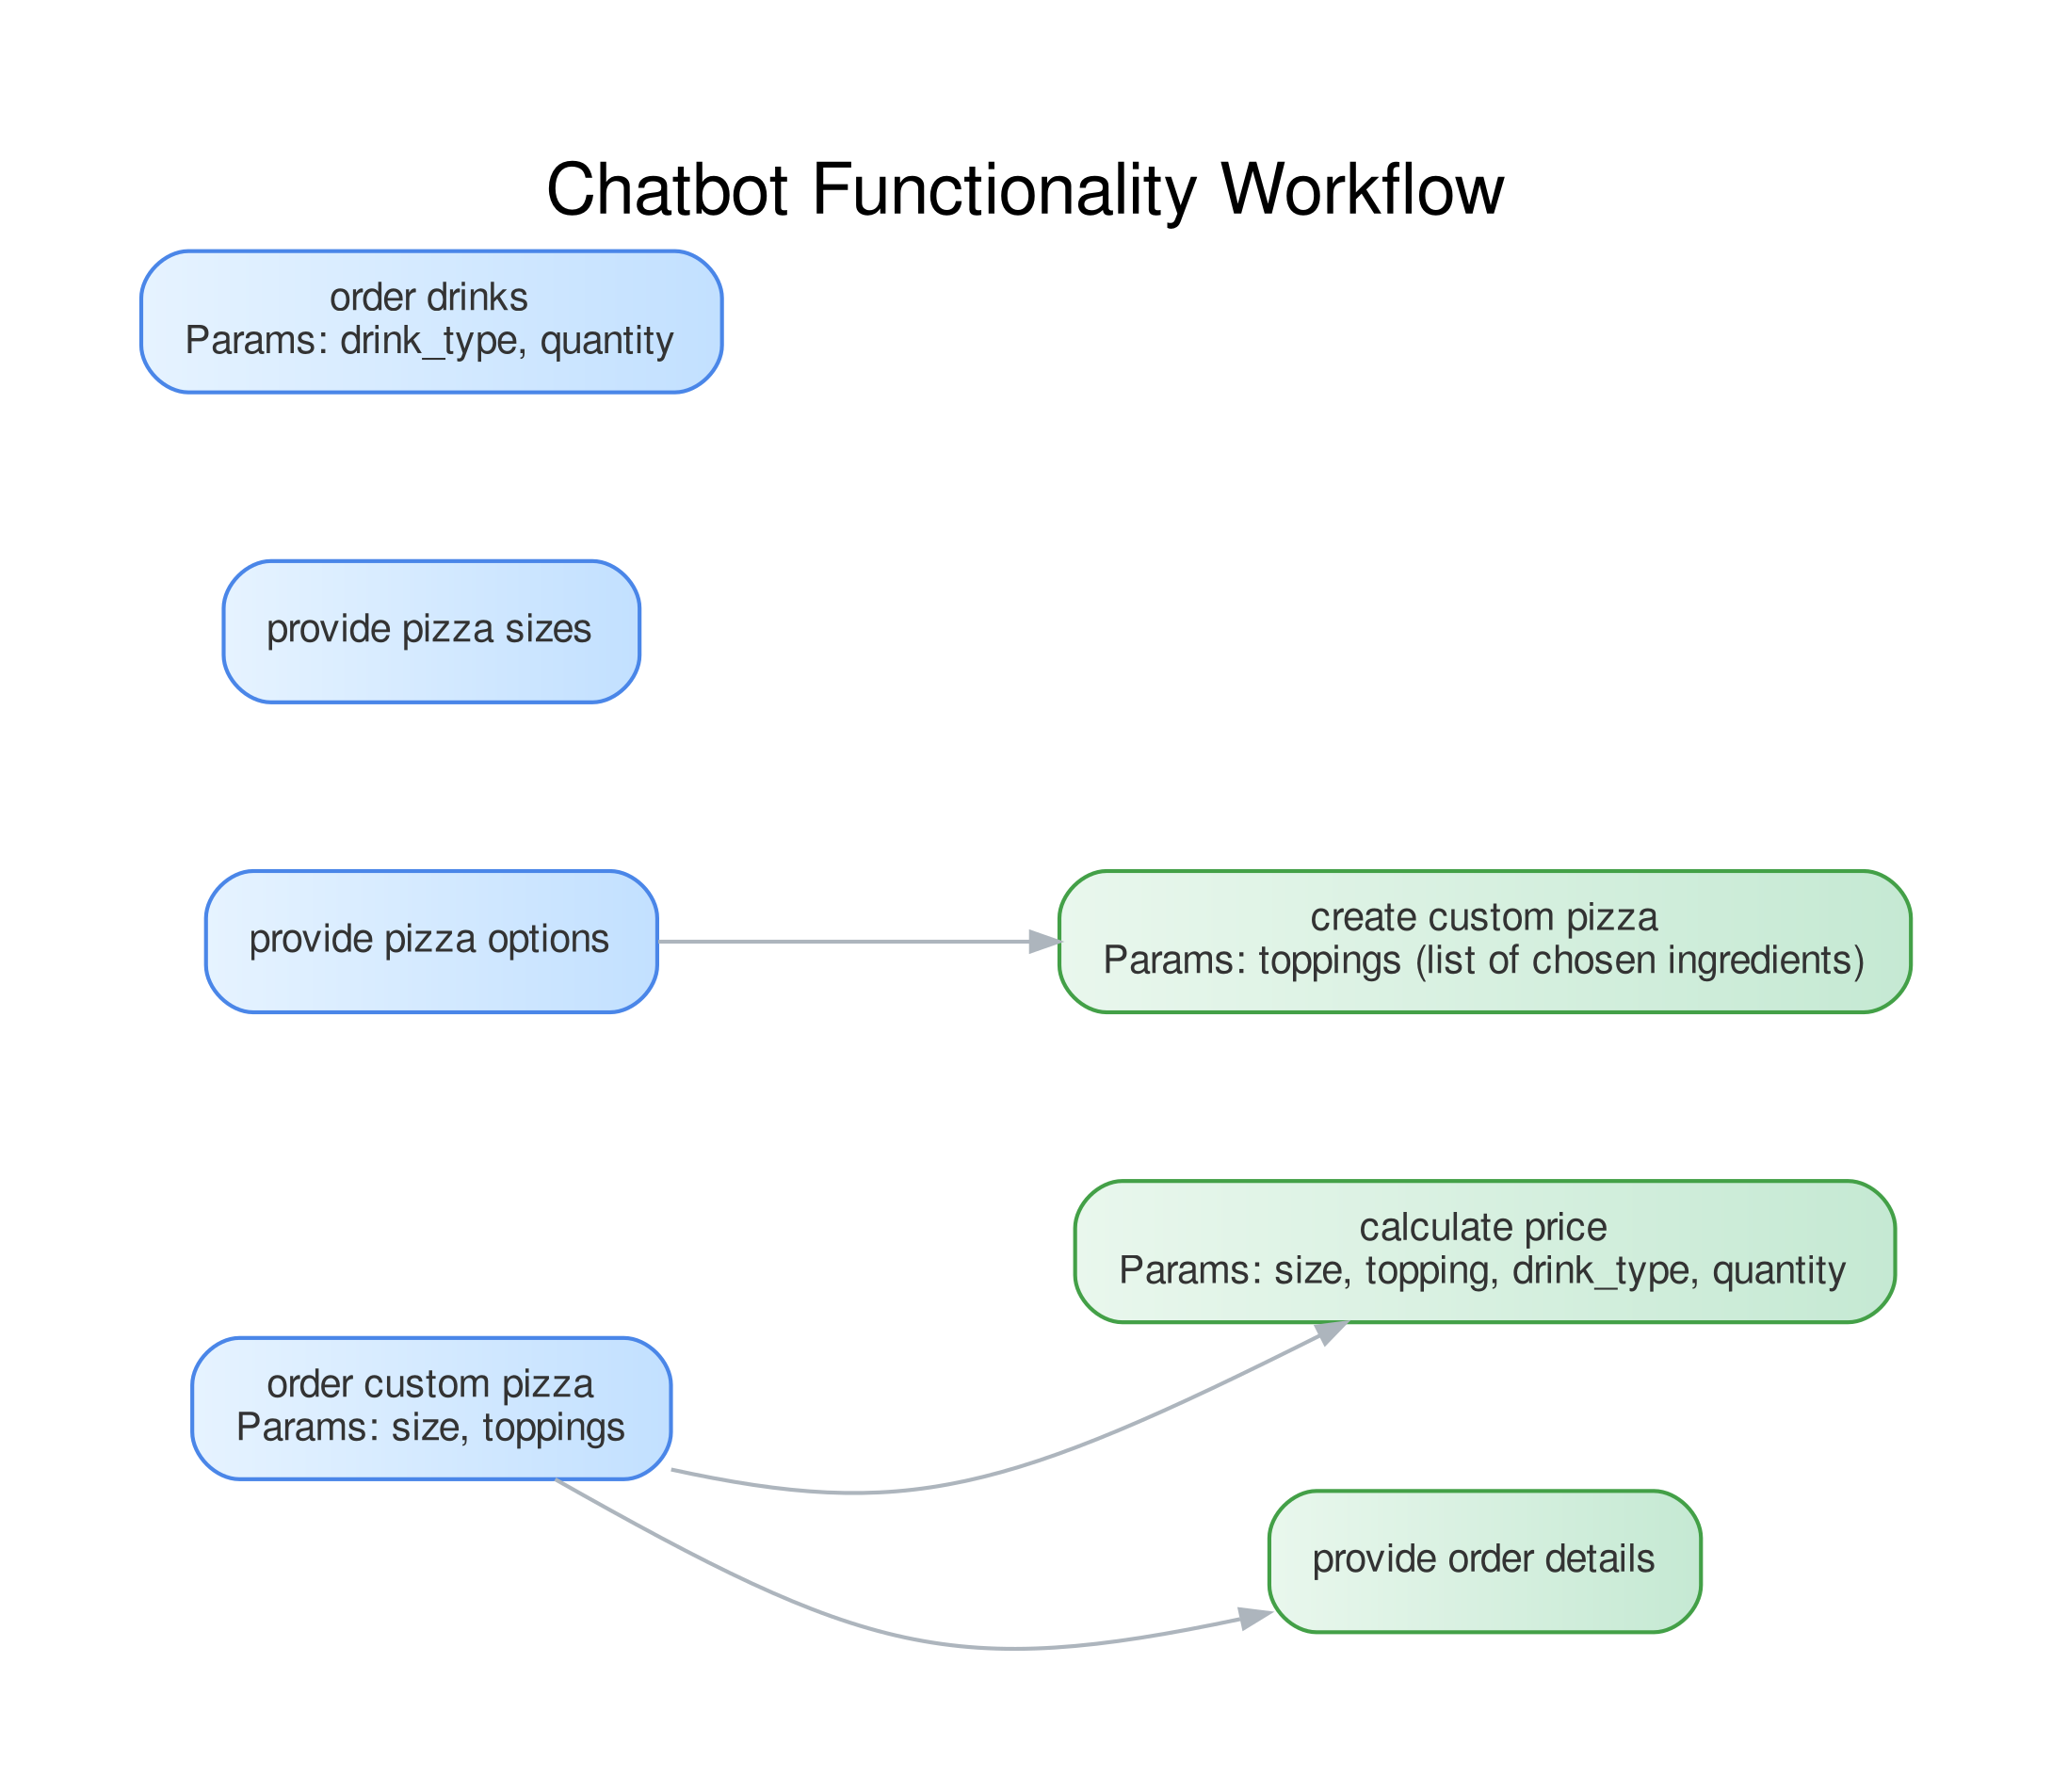 Chatbot Functionality Workflow
order drinks
Params: drink_type, quantity
provide pizza sizes
provide pizza options
create custom pizza
Params: toppings (list of chosen ingredients)
calculate price
Params: size, topping, drink_type, quantity
order custom pizza
Params: size, toppings
provide order details